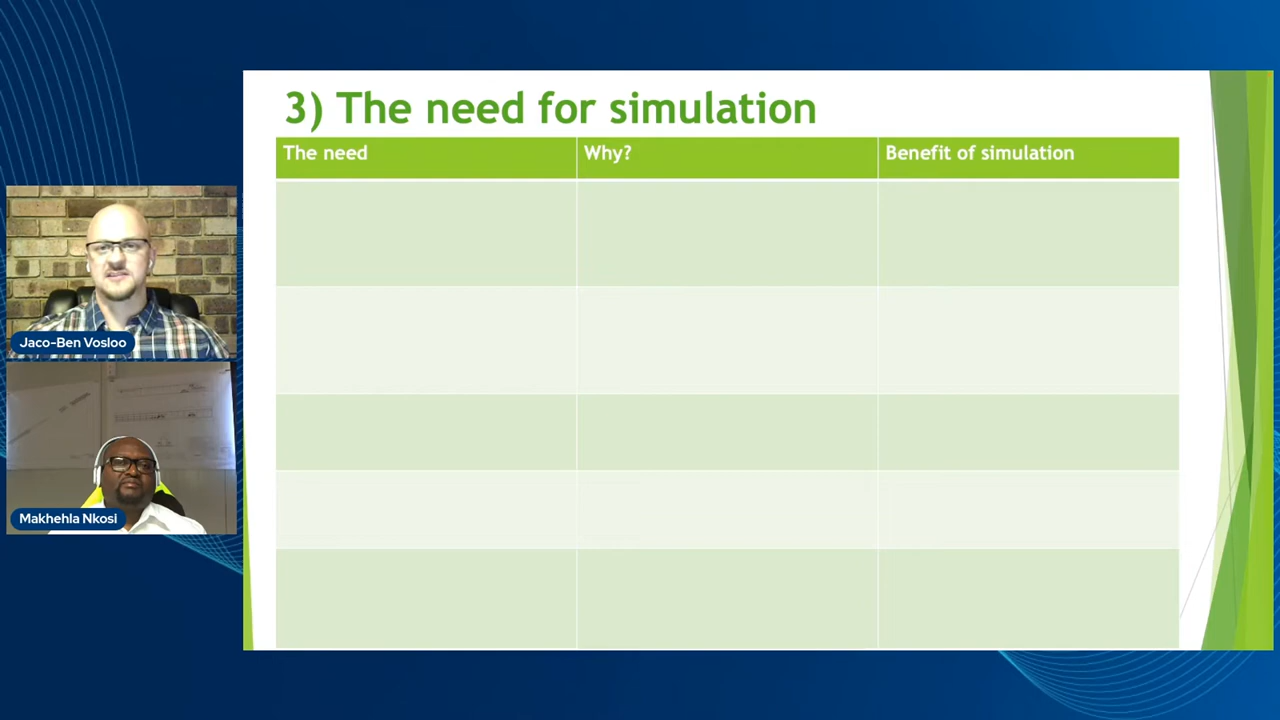 3) The need for simulation
The need
Why?
Benefit of simulation
Jaco-Ben Vosloo
Makhehla Nkosi